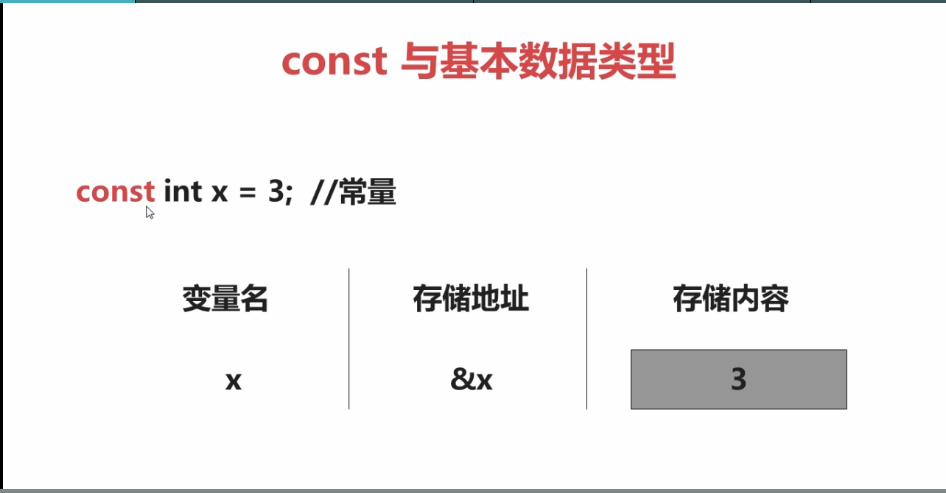 const 与基本数据类型
const int x = 3;  //常量
变量名 存储地址 存储内容
x &x 3